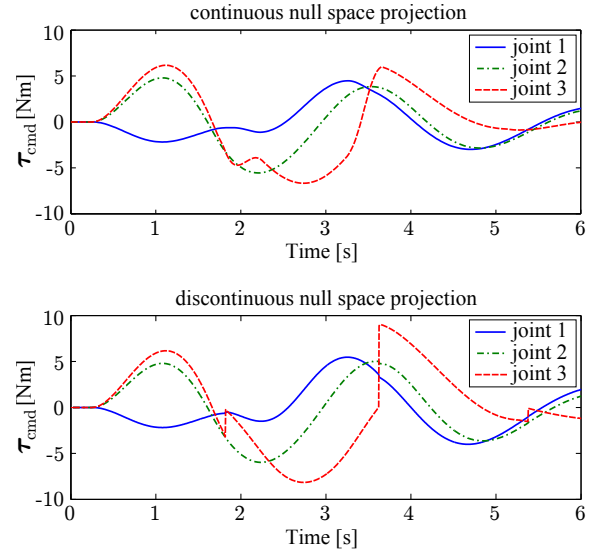 continuous null space projection
10
5
0
-5
-10
τcmd [Nm]
joint 1
joint 2
joint 3
0 1 2 3 4 5 6
Time [s]
discontinuous null space projection
10
5
0
-5
-10
τcmd [Nm]
joint 1
joint 2
joint 3
0 1 2 3 4 5 6
Time [s]